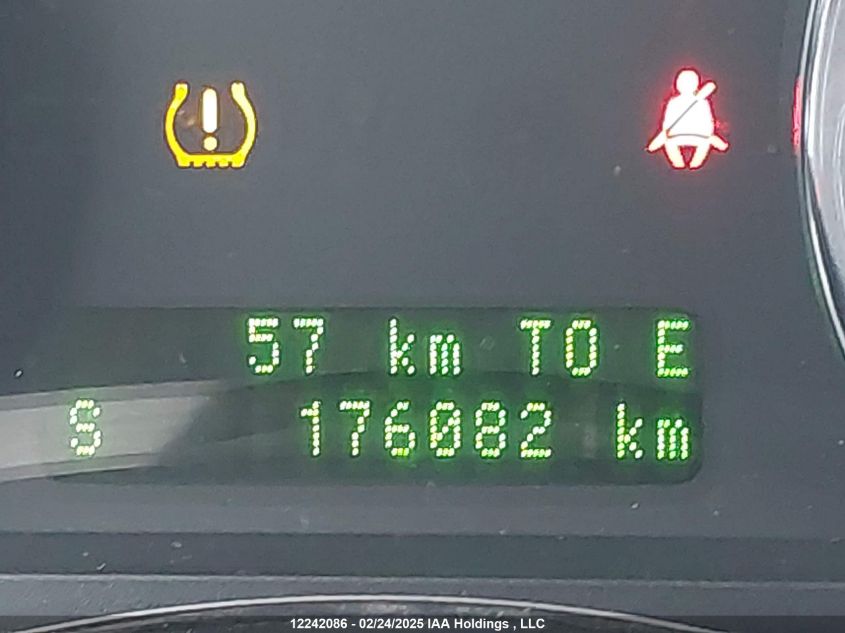 57 km TO E
S 176082 km
12242086 - 02/24/2025 IAA Holdings , LLC